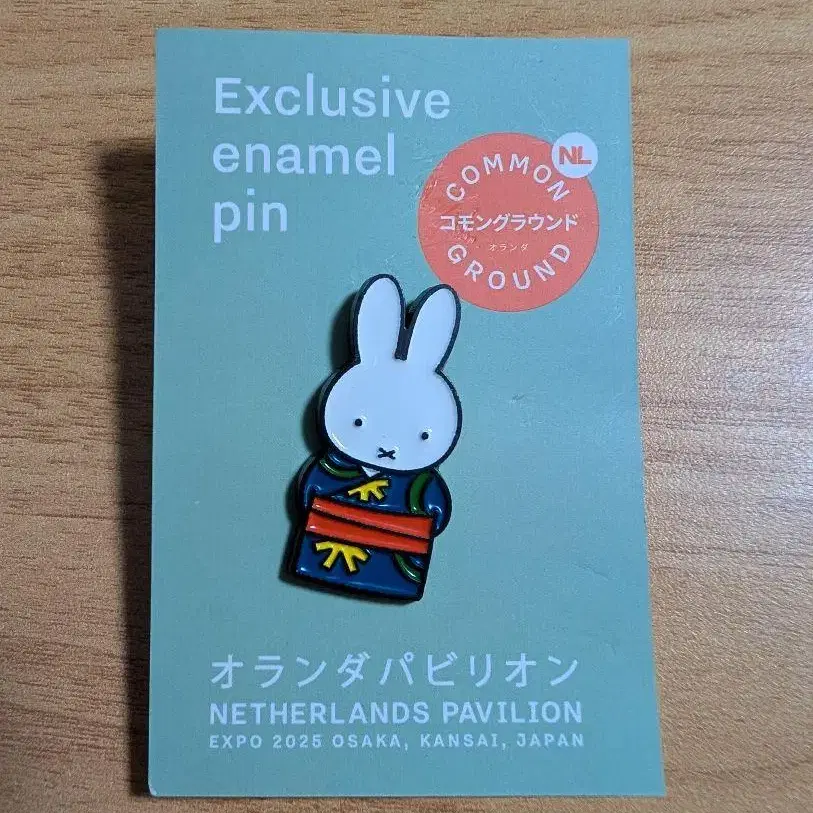 Exclusive
enamel
pin
NL
COMMON
コモングラウンド
オランダ
GROUND
オランダパビリオン
NETHERLANDS PAVILION
EXPO 2025 OSAKA, KANSAI, JAPAN